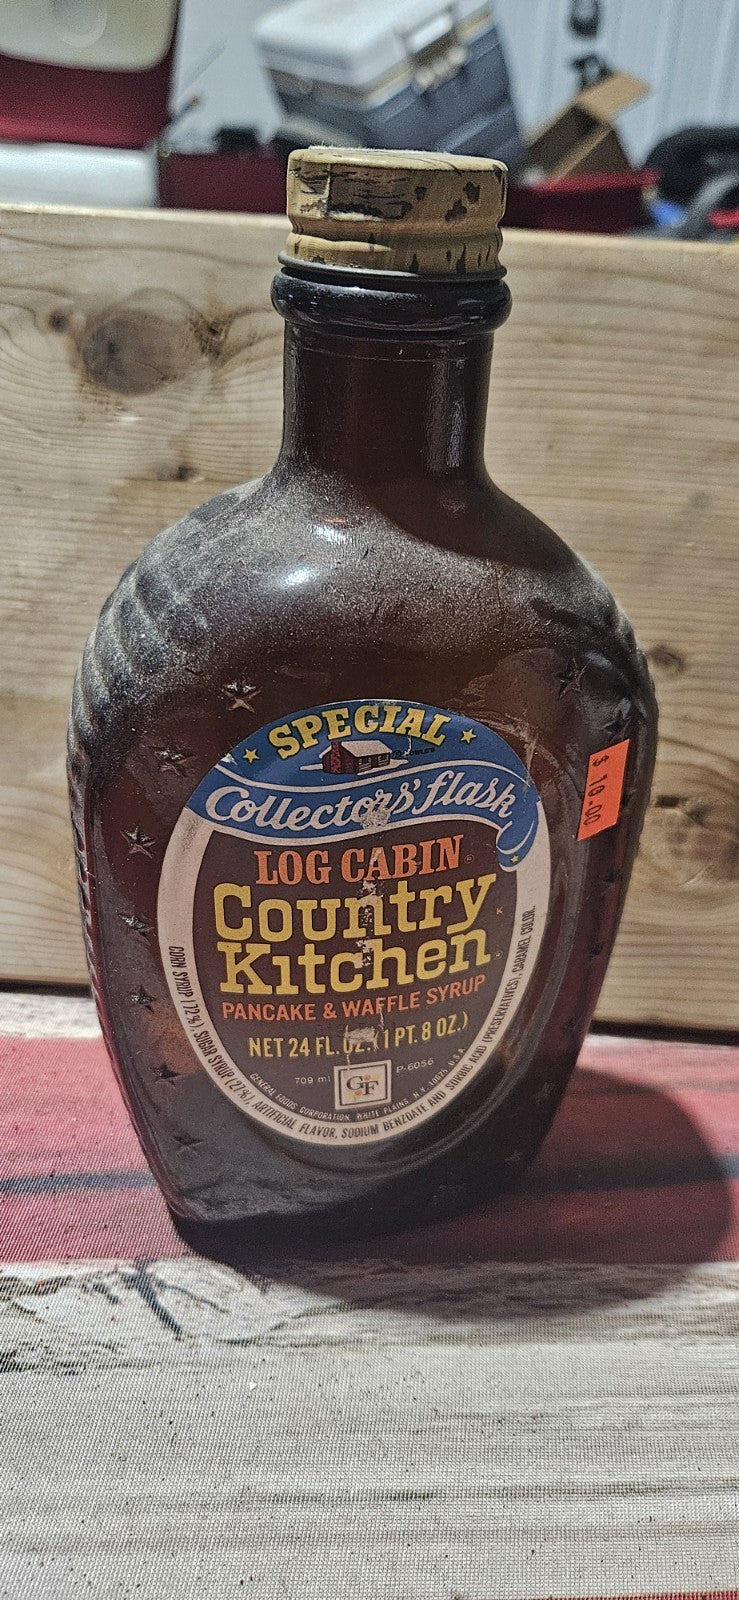 SPECIAL
Collectors' flask
LOG CABIN®
Country
Kitchen®
K
PANCAKE & WAFFLE SYRUP
NET 24 FL. OZ. (1 PT. 8 OZ.)
709 ml
GF
P-6056
GENERAL FOODS CORPORATION WHITE PLAINS, N.Y. 10625 U.S.A.
CORN SYRUP (72%), SUGAR SYRUP (27%), ARTIFICIAL FLAVOR, SODIUM BENZOATE AND SORBIC ACID (PRESERVATIVES), CARAMEL COLOR.
$10.00